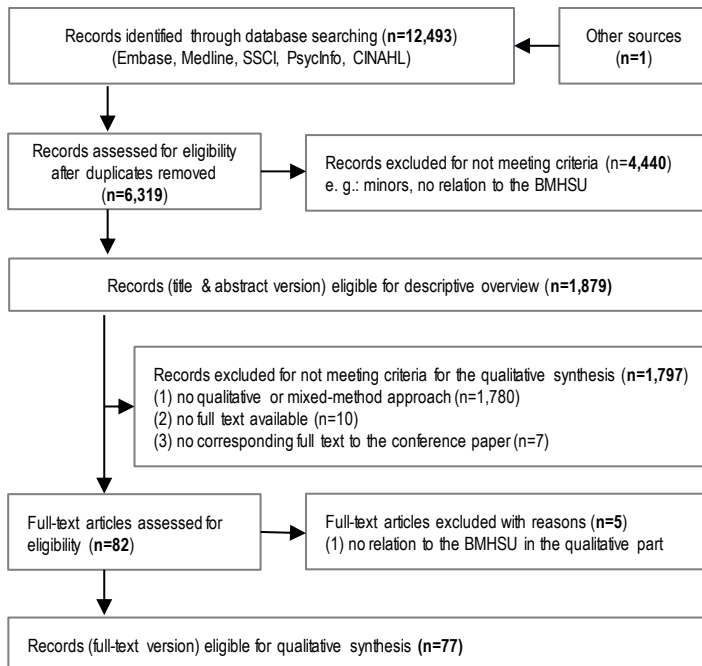 Records identified through database searching (n=12,493)
(Embase, Medline, SSCI, PsycInfo, CINAHL)
Other sources
(n=1)
Records assessed for eligibility
after duplicates removed
(n=6,319)
Records excluded for not meeting criteria (n=4,440)
e. g.: minors, no relation to the BMHSU
Records (title & abstract version) eligible for descriptive overview (n=1,879)
Records excluded for not meeting criteria for the qualitative synthesis (n=1,797)
(1) no qualitative or mixed-method approach (n=1,780)
(2) no full text available (n=10)
(3) no corresponding full text to the conference paper (n=7)
Full-text articles assessed for
eligibility (n=82)
Full-text articles excluded with reasons (n=5)
(1) no relation to the BMHSU in the qualitative part
Records (full-text version) eligible for qualitative synthesis (n=77)